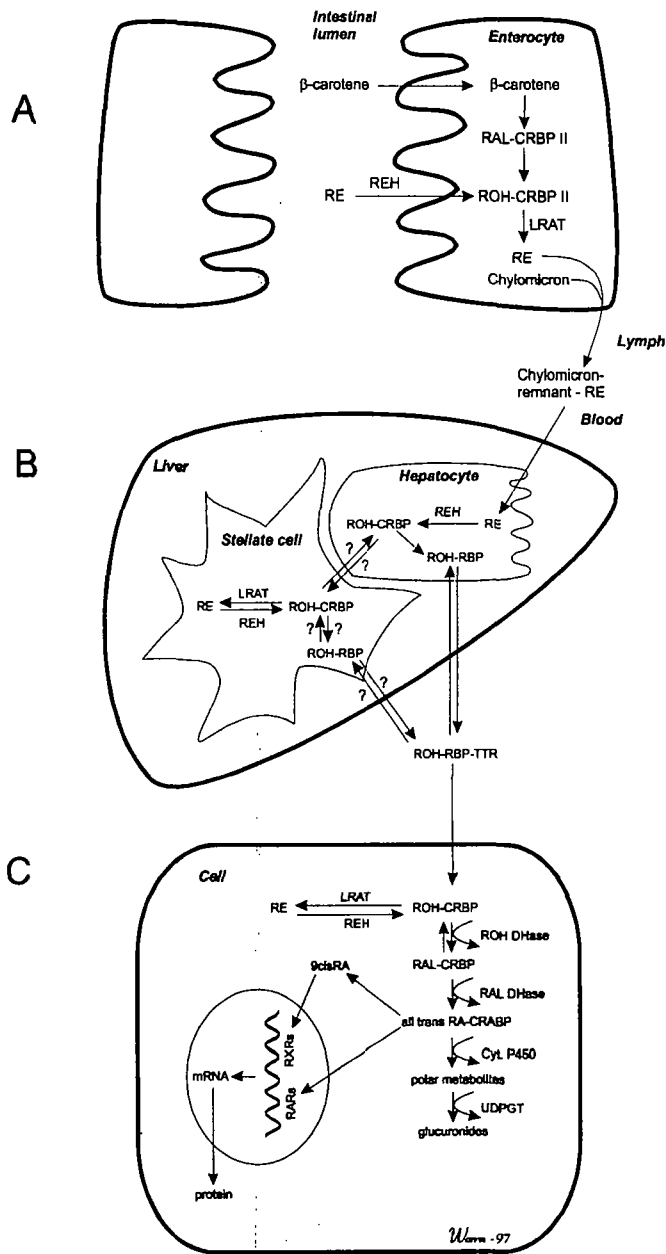 Intestinal
lumen
Enterocyte
A
β-carotene
β-carotene
RAL-CRBP II
RE
REH
ROH-CRBP II
LRAT
RE
Chylomicron
Lymph
Chylomicron-
remnant - RE
Blood
B
Liver
Hepatocyte
ROH-CRBP
REH
RE
Stellate cell
?
?
ROH-RBP
RE
LRAT
REH
ROH-CRBP
?
?
ROH-RBP
?
?
ROH-RBP-TTR
C
Cell
RE
LRAT
REH
ROH-CRBP
ROH DHase
RAL-CRBP
9cisRA
RAL DHase
all trans RA-CRABP
RXRs
RARs
mRNA
Cyt. P450
polar metabolites
UDPGT
glucuronides
protein
-97